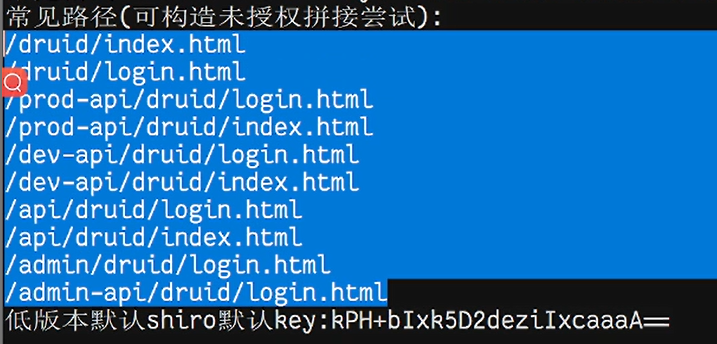 常见路径(可构造未授权拼接尝试):
/druid/index.html
/druid/login.html
/prod-api/druid/login.html
/prod-api/druid/index.html
/dev-api/druid/login.html
/dev-api/druid/index.html
/api/druid/login.html
/api/druid/index.html
/admin/druid/login.html
/admin-api/druid/login.html
低版本默认shiro默认key:kPH+bIxk5D2deziIxcaaaA==